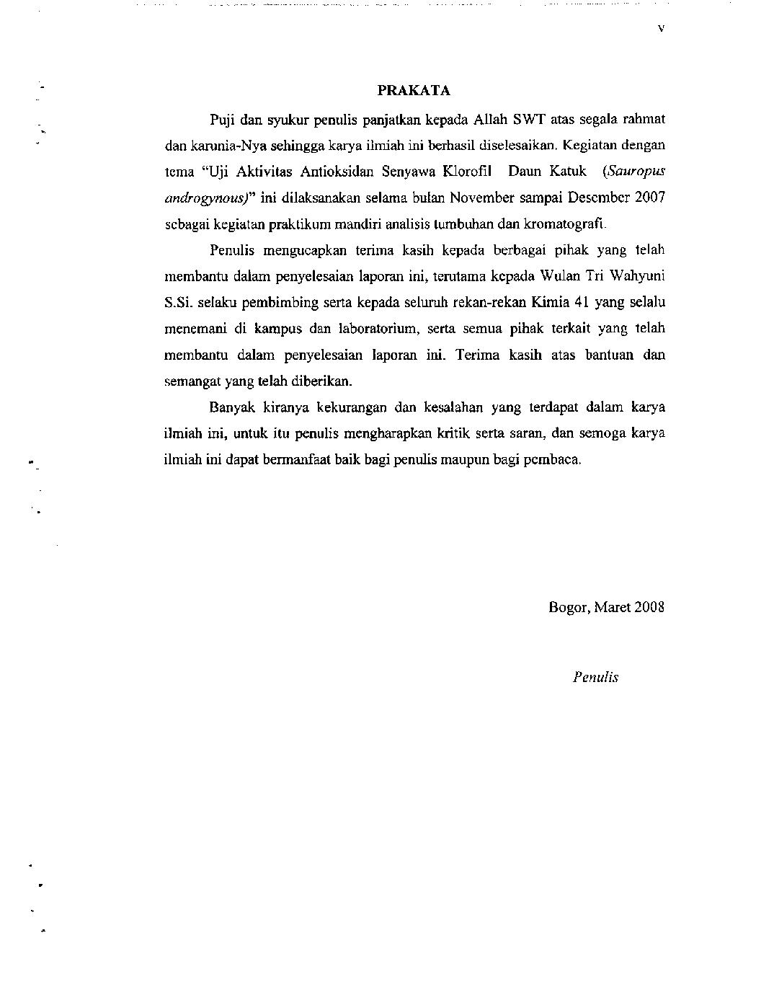 v
PRAKATA
Puji dan syukur penulis panjatkan kepada Allah SWT atas segala rahmat
dan karunia-Nya sehingga karya ilmiah ini berhasil diselesaikan. Kegiatan dengan
tema “Uji Aktivitas Antioksidan Senyawa Klorofil Daun Katuk (Sauropus
androgynous)” ini dilaksanakan selama bulan November sampai Desember 2007
sebagai kegiatan praktikum mandiri analisis tumbuhan dan kromatografi.
Penulis mengucapkan terima kasih kepada berbagai pihak yang telah
membantu dalam penyelesaian laporan ini, terutama kepada Wulan Tri Wahyuni
S.Si. selaku pembimbing serta kepada seluruh rekan-rekan Kimia 41 yang selalu
menemani di kampus dan laboratorium, serta semua pihak terkait yang telah
membantu dalam penyelesaian laporan ini. Terima kasih atas bantuan dan
semangat yang telah diberikan.
Banyak kiranya kekurangan dan kesalahan yang terdapat dalam karya
ilmiah ini, untuk itu penulis mengharapkan kritik serta saran, dan semoga karya
ilmiah ini dapat bermanfaat baik bagi penulis maupun bagi pembaca.
Bogor, Maret 2008
Penulis